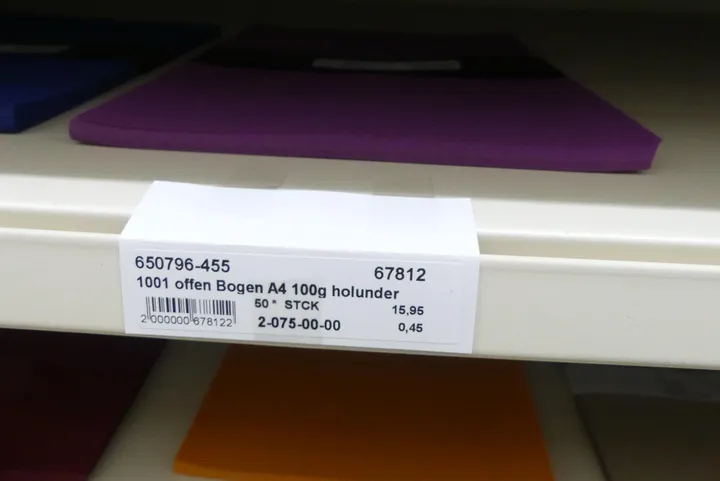 650796-455 67812
1001 offen Bogen A4 100g holunder
50* STCK 15,95
2 000000 678122 2-075-00-00 0,45